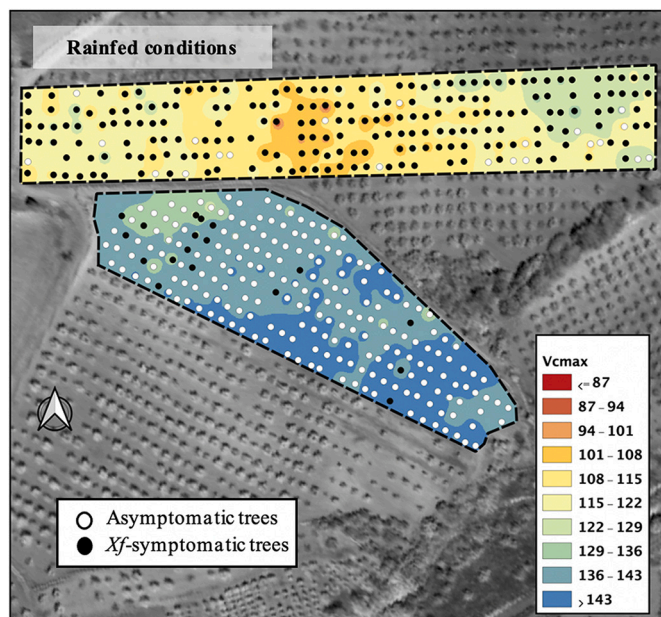 Rainfed conditions
Vcmax
<= 87
87 – 94
94 – 101
101 – 108
108 – 115
115 – 122
122 – 129
129 – 136
136 – 143
> 143
Asymptomatic trees
Xf-symptomatic trees